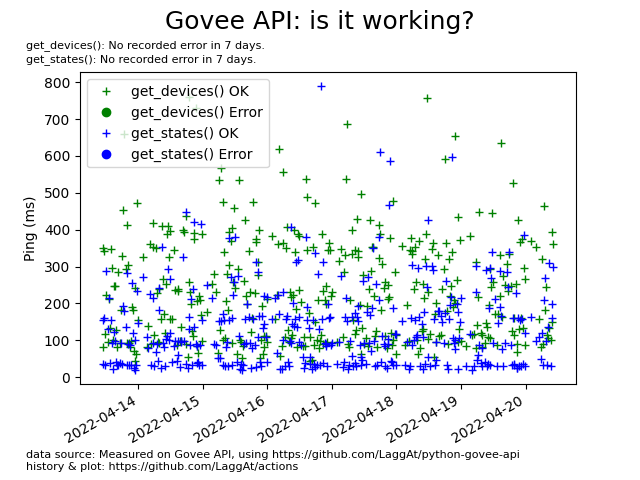 Govee API: is it working?
get_devices(): No recorded error in 7 days.
get_states(): No recorded error in 7 days.
get_devices() OK
get_devices() Error
get_states() OK
get_states() Error
Ping (ms)
800
700
600
500
400
300
200
100
0
2022-04-14
2022-04-15
2022-04-16
2022-04-17
2022-04-18
2022-04-19
2022-04-20
data source: Measured on Govee API, using https://github.com/LaggAt/python-govee-api
history & plot: https://github.com/LaggAt/actions